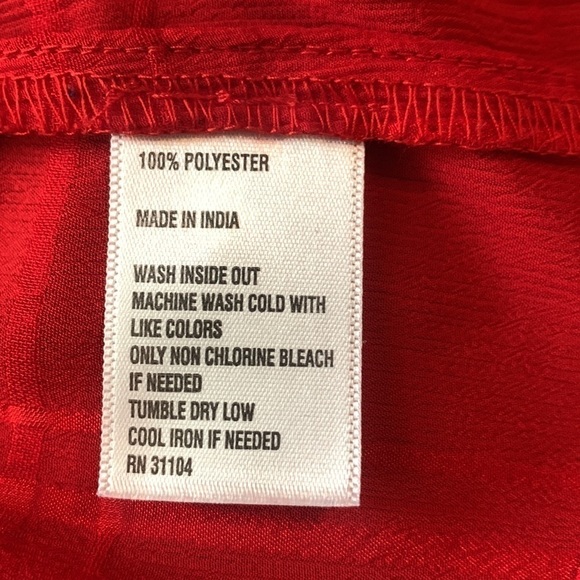 100% POLYESTER
MADE IN INDIA
WASH INSIDE OUT
MACHINE WASH COLD WITH
LIKE COLORS
ONLY NON CHLORINE BLEACH
IF NEEDED
TUMBLE DRY LOW
COOL IRON IF NEEDED
RN 31104